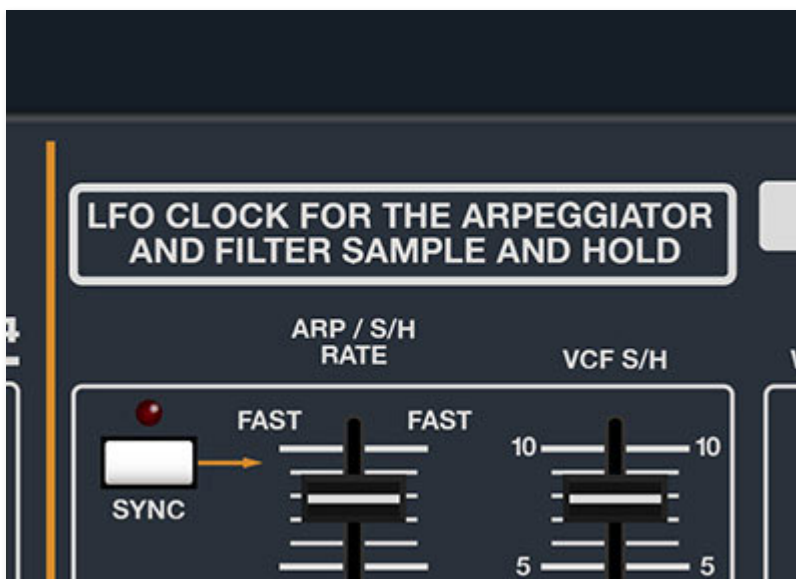 LFO CLOCK FOR THE ARPEGGIATOR
AND FILTER SAMPLE AND HOLD
4
ARP / S/H
RATE
VCF S/H
FAST
FAST
10
10
SYNC
5
5